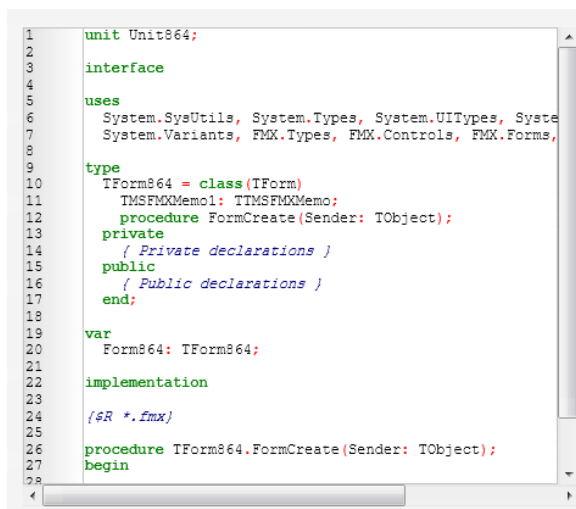 1 unit Unit864;
2
3 interface
4
5 uses
6 System.SysUtils, System.Types, System.UITypes, Syste
7 System.Variants, FMX.Types, FMX.Controls, FMX.Forms,
8
9 type
10 TForm864 = class(TForm)
11 TMSFMXMemo1: TTMSFMXMemo;
12 procedure FormCreate(Sender: TObject);
13 private
14 { Private declarations }
15 public
16 { Public declarations }
17 end;
18
19 var
20 Form864: TForm864;
21
22 implementation
23
24 {$R *.fmx}
25
26 procedure TForm864.FormCreate(Sender: TObject);
27 begin
28